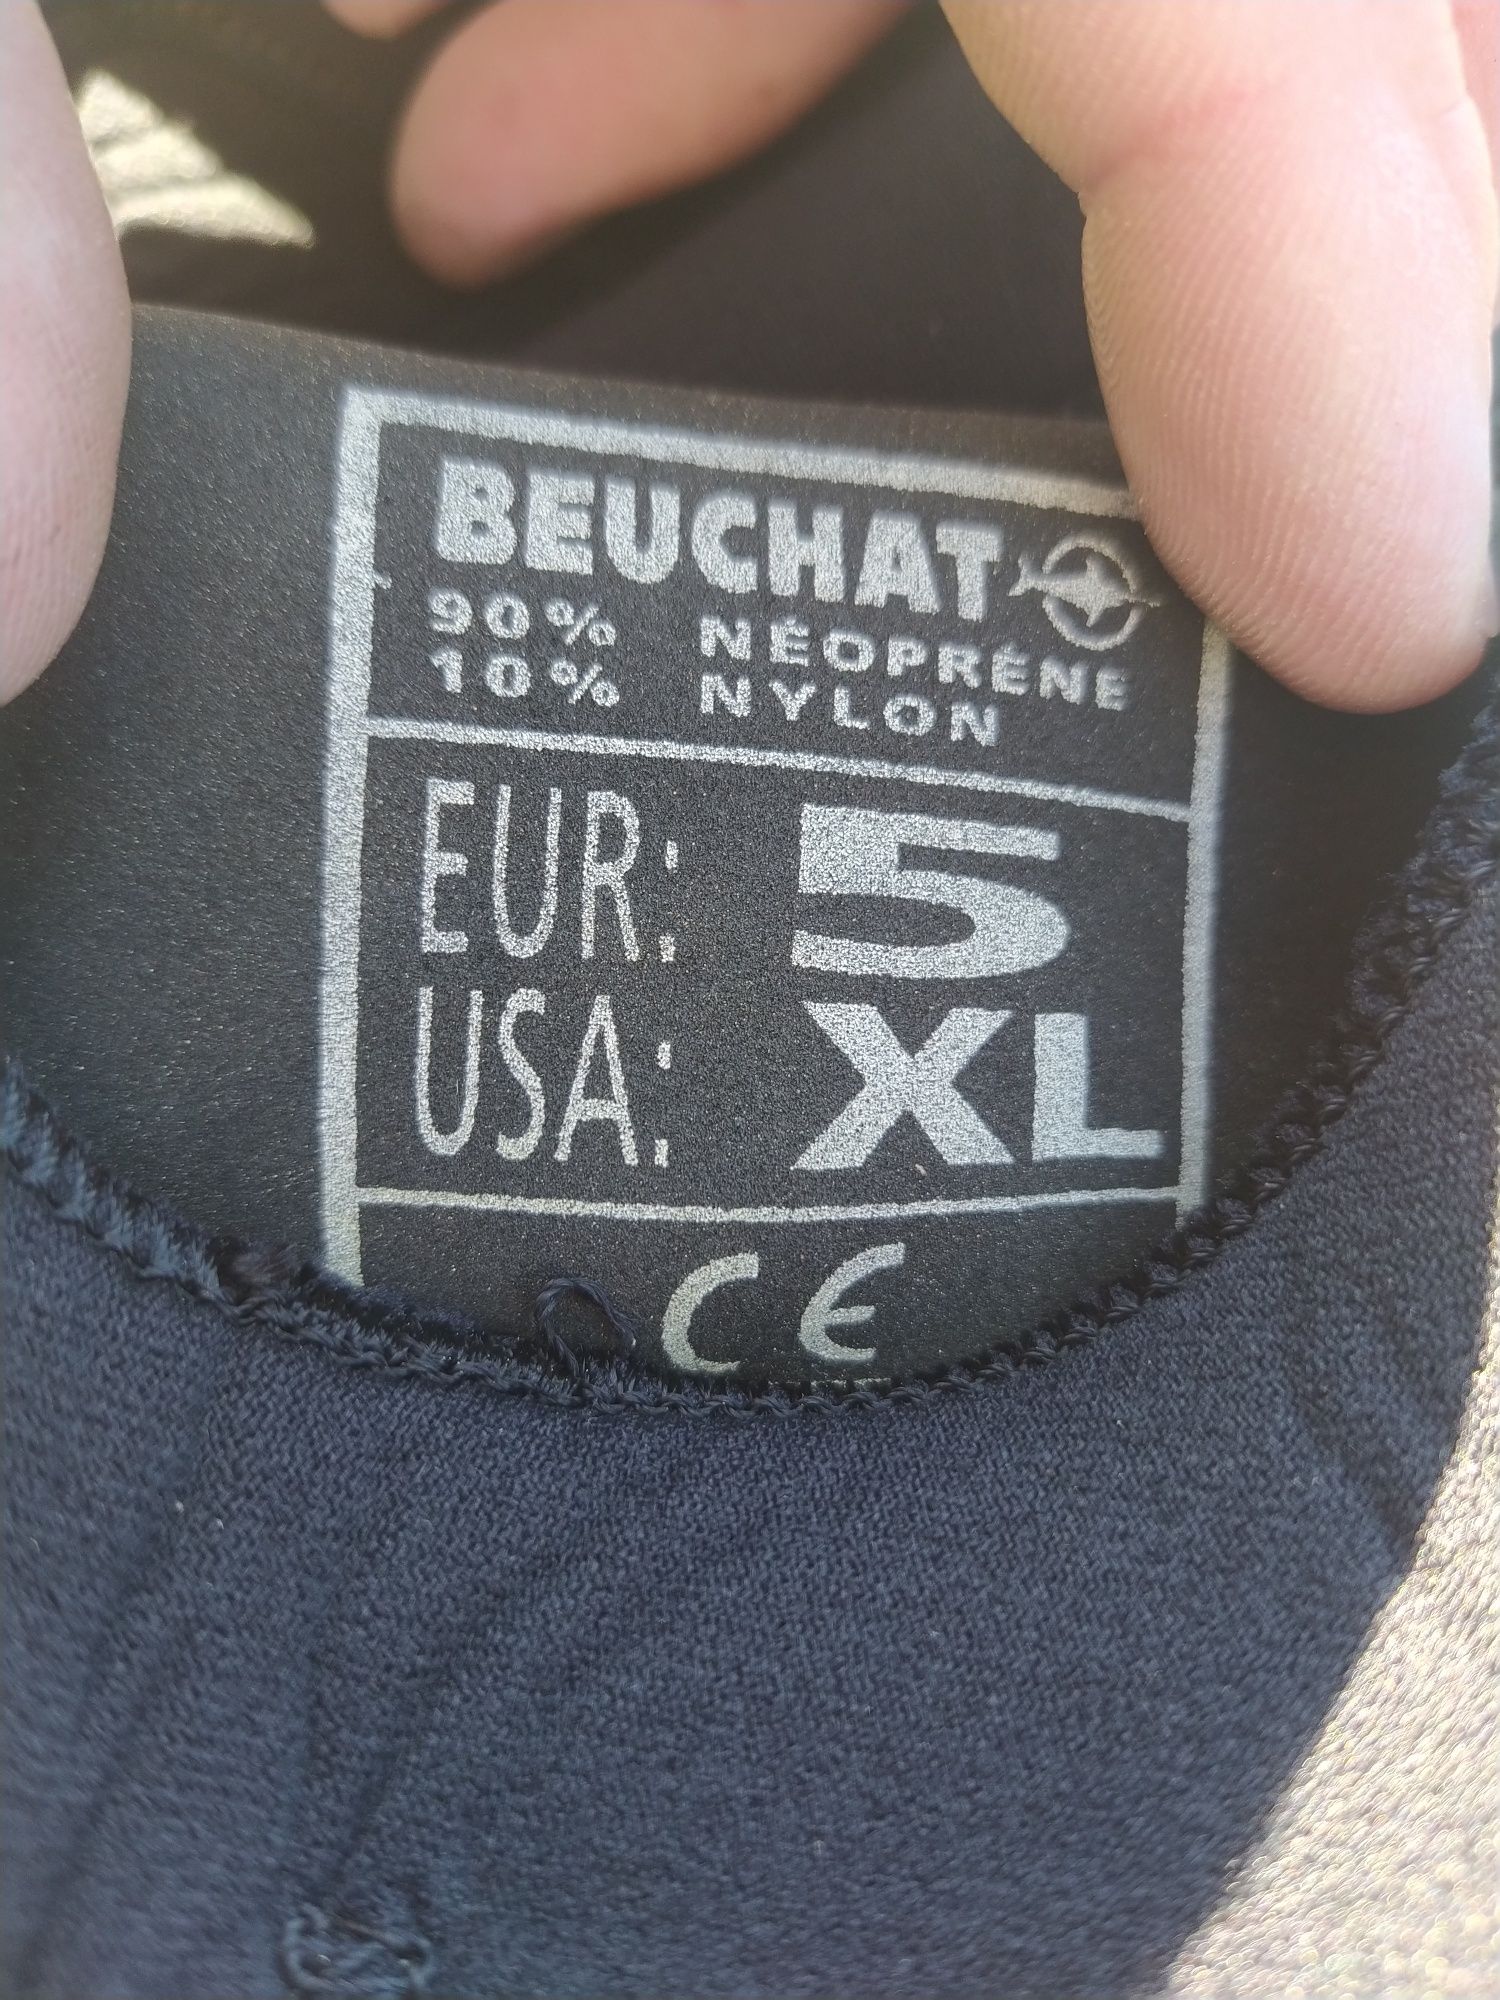 BEUCHAT
90% NÉOPRÈNE
10% NYLON
EUR: 5
USA: XL
CE